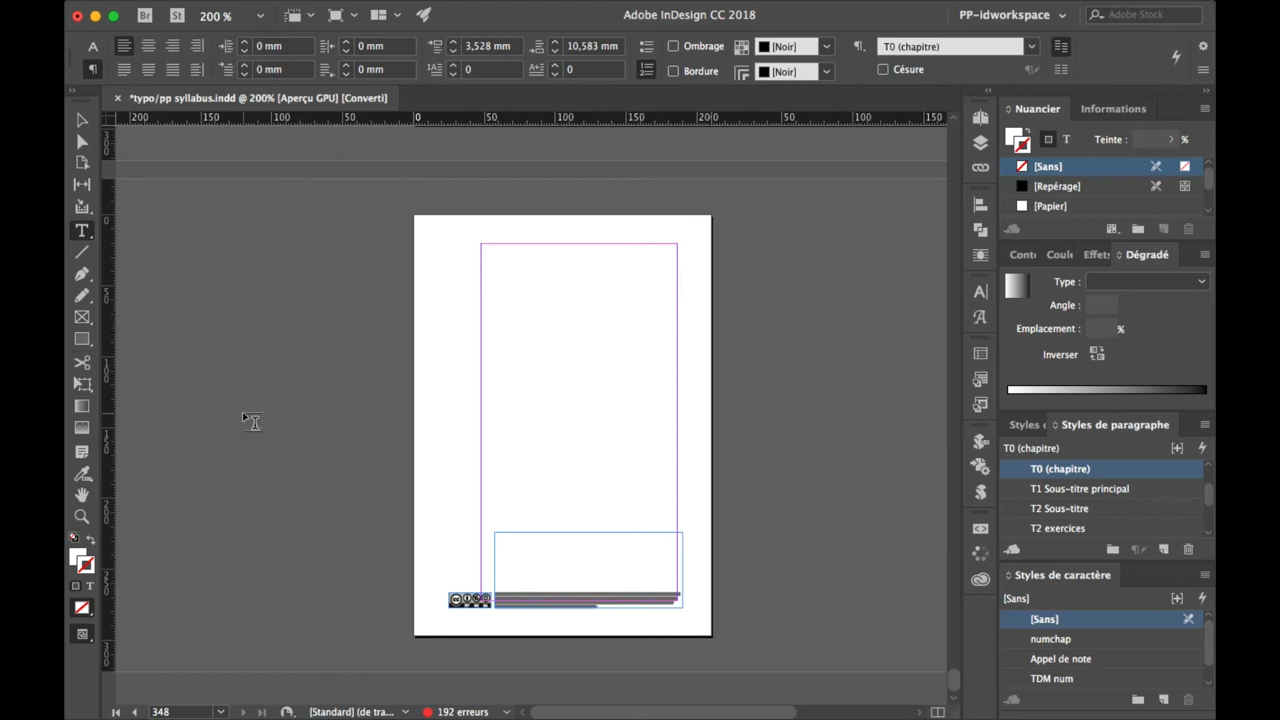 Br St 200 % Adobe InDesign CC 2018 PP-idworkspace Adobe Stock
A 0 mm 0 mm 3,528 mm 10,583 mm Ombrage [Noir] ¶. T0 (chapitre)
¶ 0 mm 0 mm 0 0 Bordure [Noir] Césure
× *typo/pp syllabus.indd @ 200% [Aperçu GPU] [Converti]
200 150 100 50 0 50 100 150 200 150
Nuancier Informations
Teinte : %
[Sans]
[Repérage]
[Papier]
Conto Coule Effets Dégradé
Type :
Angle :
Emplacement : %
Inverser
Styles d Styles de paragraphe
T0 (chapitre)
T0 (chapitre)
T1 Sous-titre principal
T2 Sous-titre
T2 exercices
Styles de caractère
[Sans]
[Sans]
numchap
Appel de note
TDM num
348 [Standard] (de tra... 192 erreurs